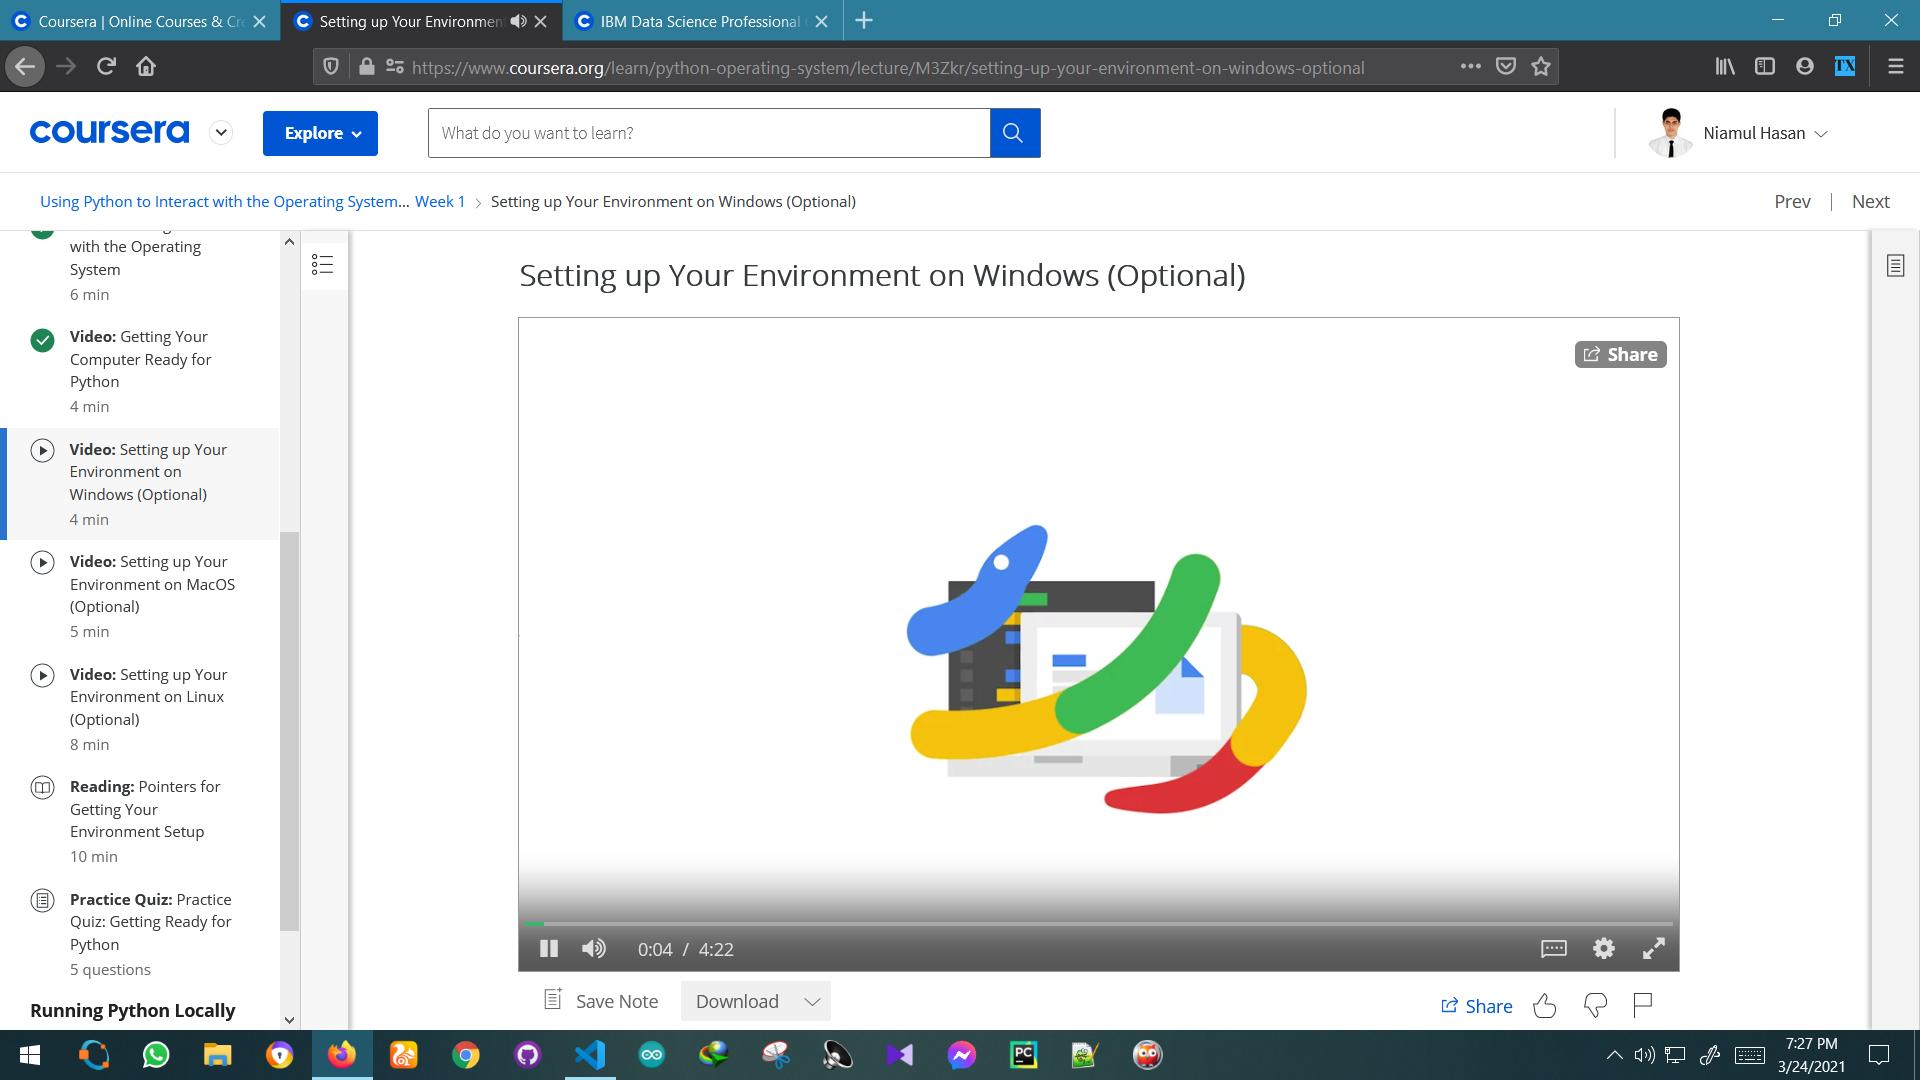 Coursera | Online Courses & Cre
Setting up Your Environmen
IBM Data Science Professional
https://www.coursera.org/learn/python-operating-system/lecture/M3Zkr/setting-up-your-environment-on-windows-optional
TX
coursera
Explore
What do you want to learn?
Niamul Hasan
Using Python to Interact with the Operating System... Week 1 > Setting up Your Environment on Windows (Optional)
Prev | Next
with the Operating
System
6 min
Video: Getting Your
Computer Ready for
Python
4 min
Video: Setting up Your
Environment on
Windows (Optional)
4 min
Video: Setting up Your
Environment on MacOS
(Optional)
5 min
Video: Setting up Your
Environment on Linux
(Optional)
8 min
Reading: Pointers for
Getting Your
Environment Setup
10 min
Practice Quiz: Practice
Quiz: Getting Ready for
Python
5 questions
Running Python Locally
Setting up Your Environment on Windows (Optional)
Share
0:04 / 4:22
Save Note
Download
Share
PC
7:27 PM
3/24/2021